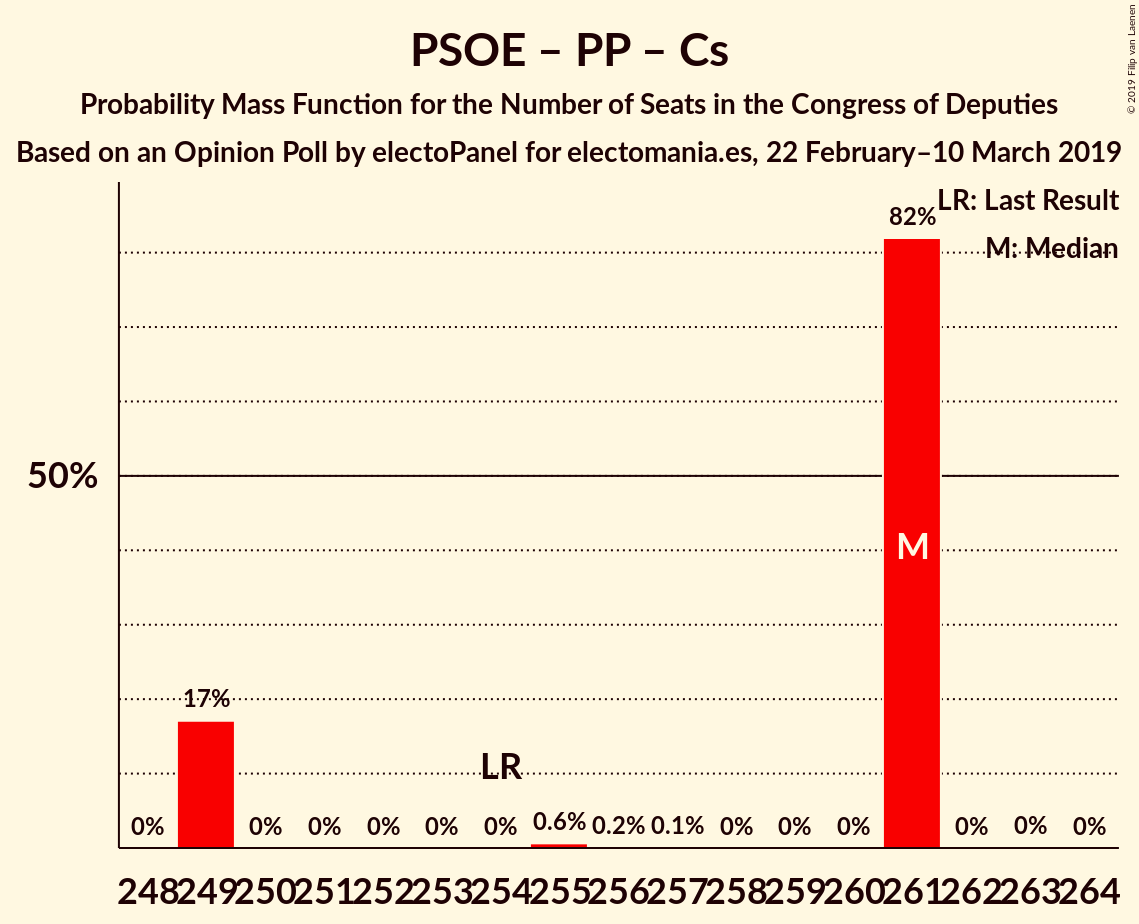 PSOE – PP – Cs
Probability Mass Function for the Number of Seats in the Congress of Deputies
Based on an Opinion Poll by electoPanel for electomania.es, 22 February–10 March 2019
© 2019 Filip van Laenen
LR: Last Result
M: Median
82%
50%
M
17%
LR
0% 0% 0% 0% 0% 0% 0.6% 0.2% 0.1% 0% 0% 0% 0% 0% 0%
248 249 250 251 252 253 254 255 256 257 258 259 260 261 262 263 264